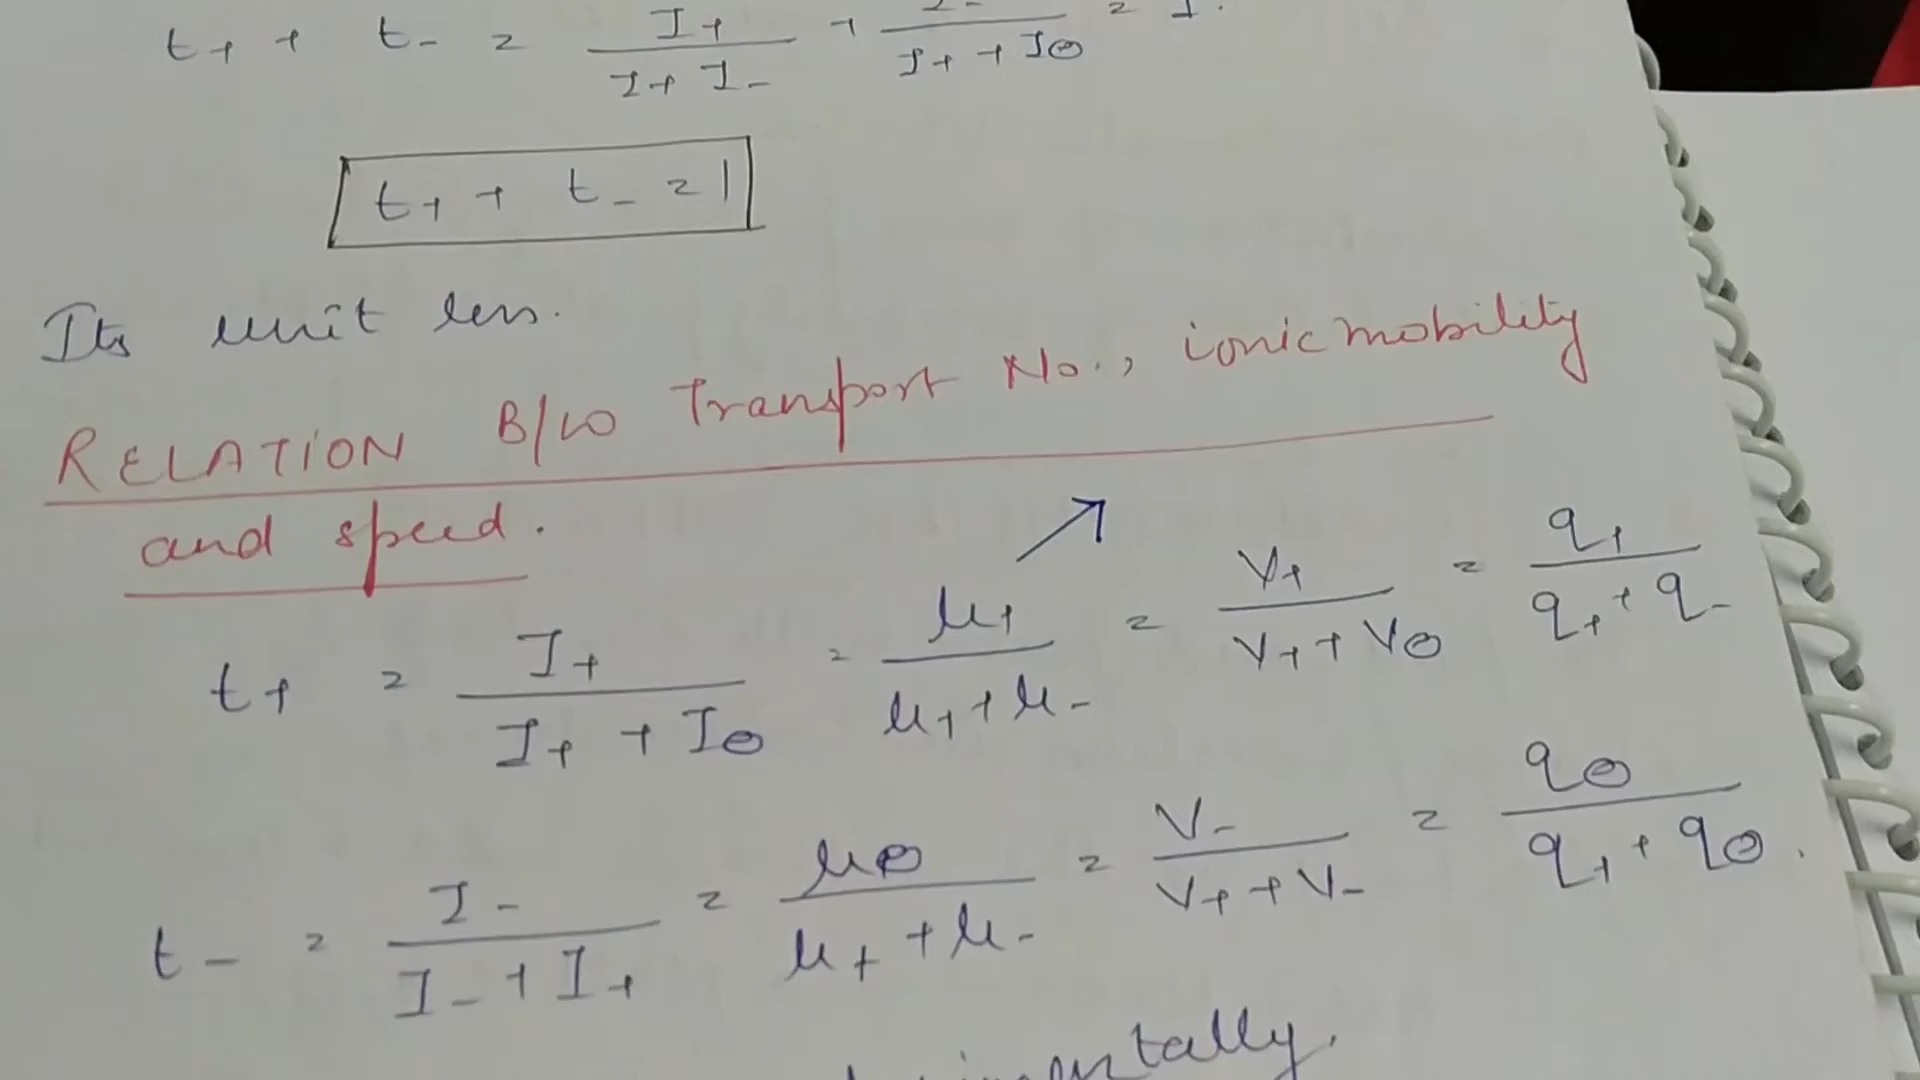 t+ + t- = I+/I+ I- + I-/I+ + I⊖ = 1.
t+ + t- = 1
Its unit less.
RELATION B/W Transport No., ionic mobility
and speed.
t+ = I+/I+ + I⊖ = μ+/μ+ + μ- = V+/V+ + V⊖ = q+/q+ + q-
t- = I-/I- + I+ = μ⊖/μ+ + μ- = V-/V+ + V- = q⊖/q+ + q⊖.